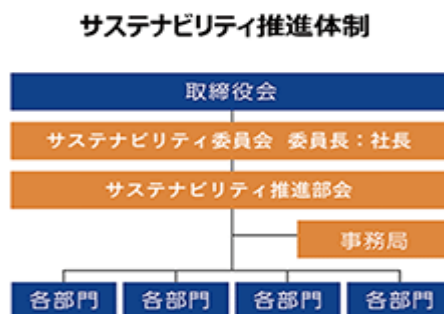 サステナビリティ推進体制
取締役会
サステナビリティ委員会 委員長：社長
サステナビリティ推進部会
事務局
各部門 各部門 各部門 各部門